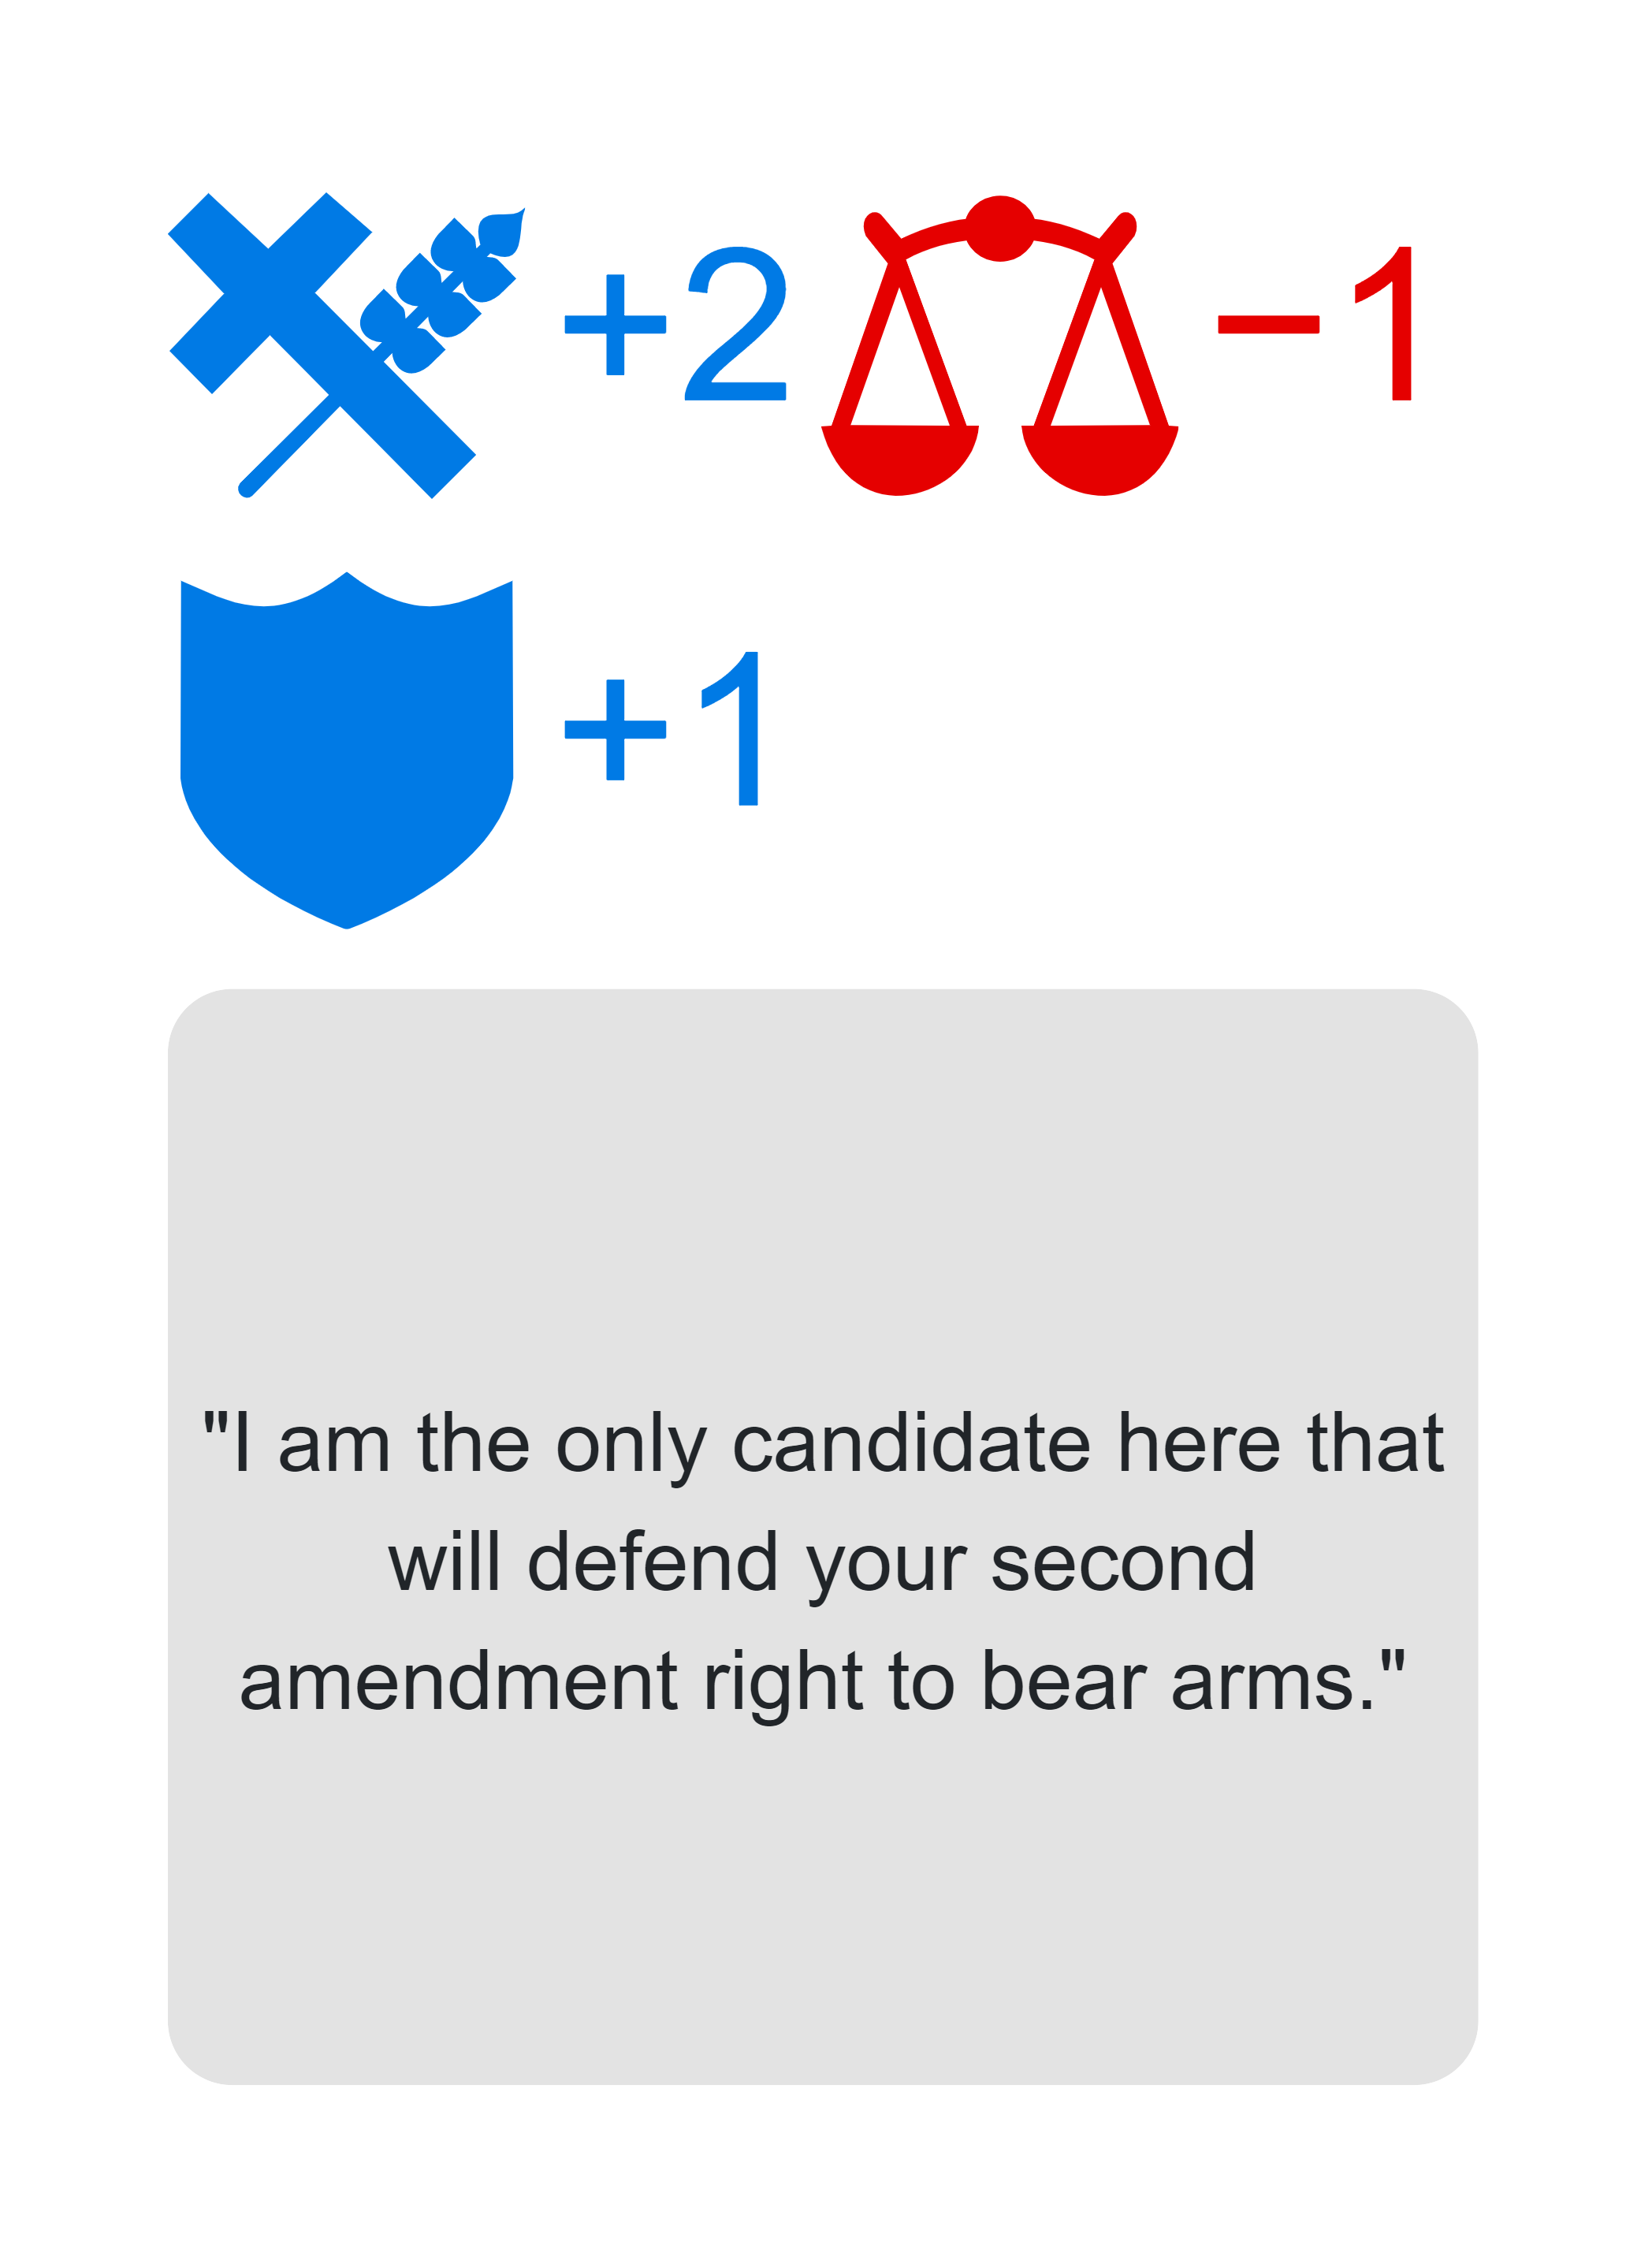 +2 −1
+1
"I am the only candidate here that
will defend your second
amendment right to bear arms."